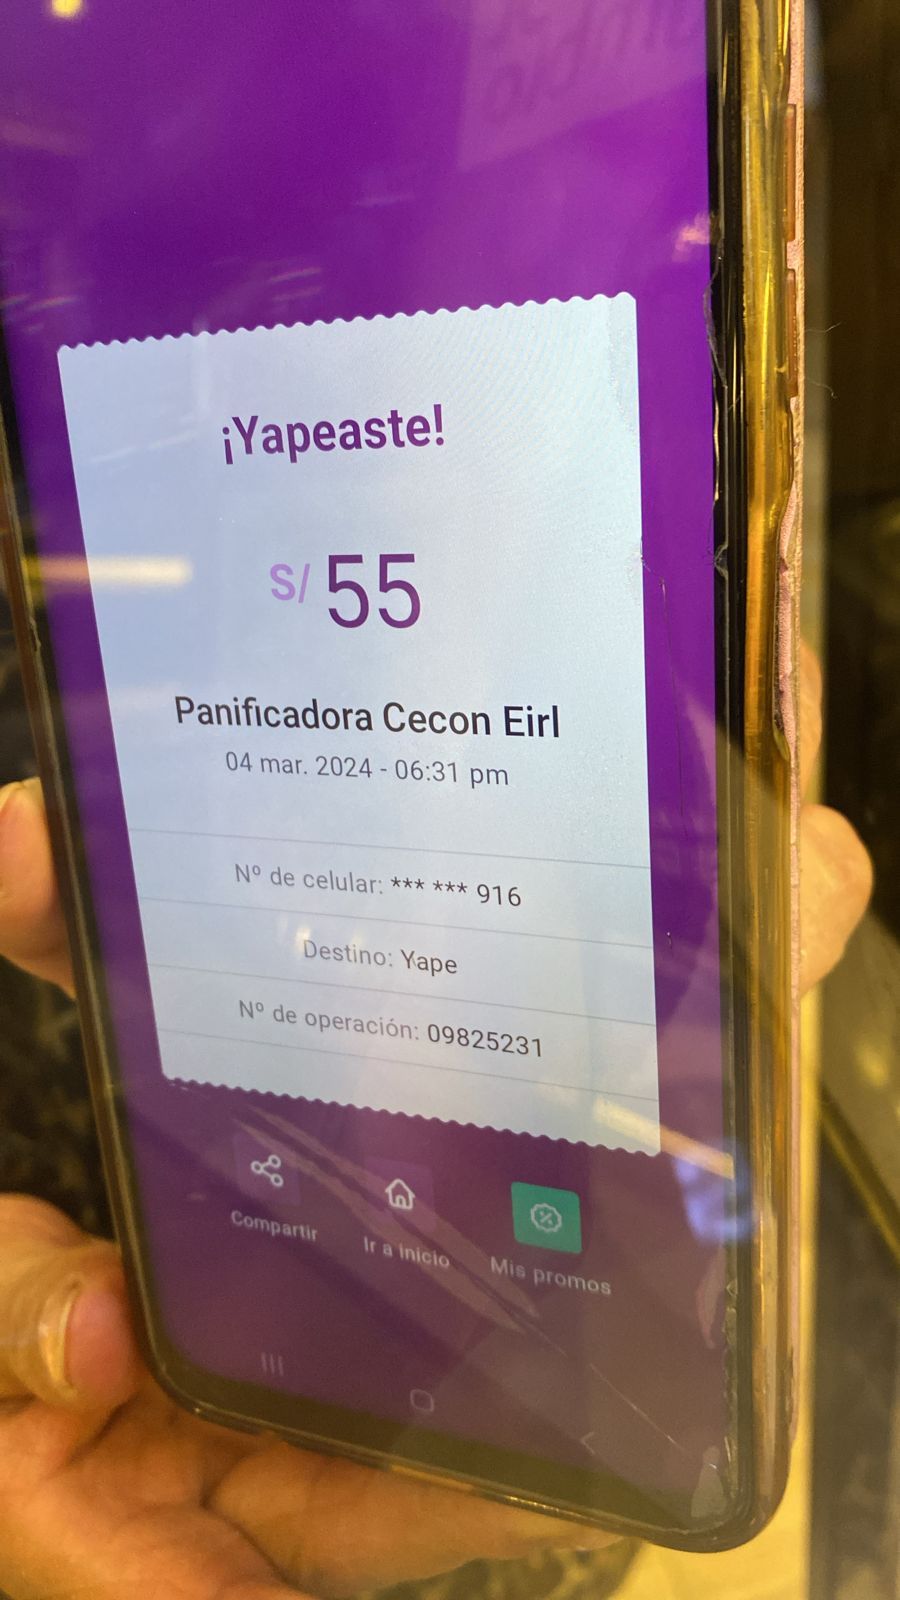 ¡Yapeaste!
S/ 55
Panificadora Cecon Eirl
04 mar. 2024 - 06:31 pm
Nº de celular: *** *** 916
Destino: Yape
Nº de operación: 09825231
Compartir
Ir a inicio
Mis promos